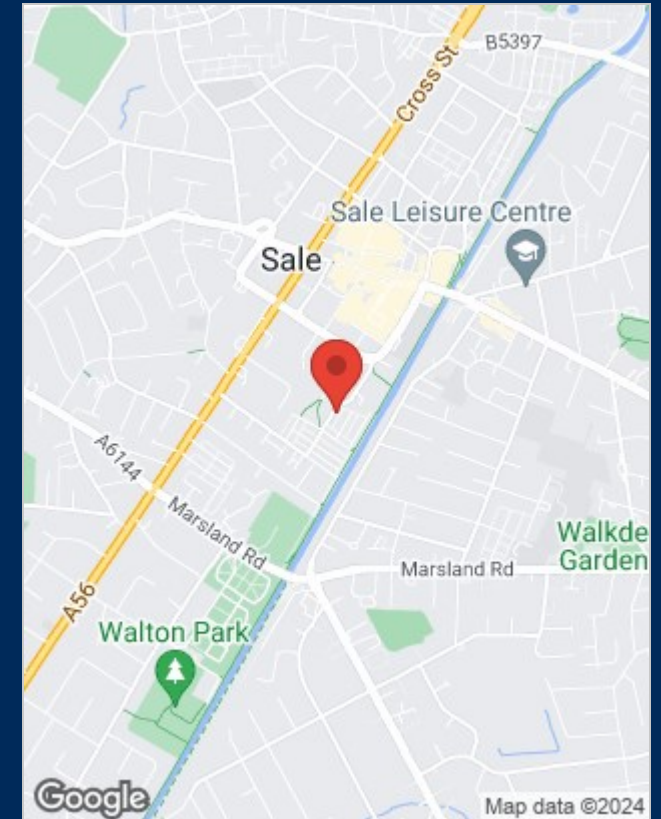 B5397
Cross St
Sale Leisure Centre
Sale
A6144
Marsland Rd
Walkde
Garden
Marsland Rd
A56
Walton Park
Google
Map data ©2024